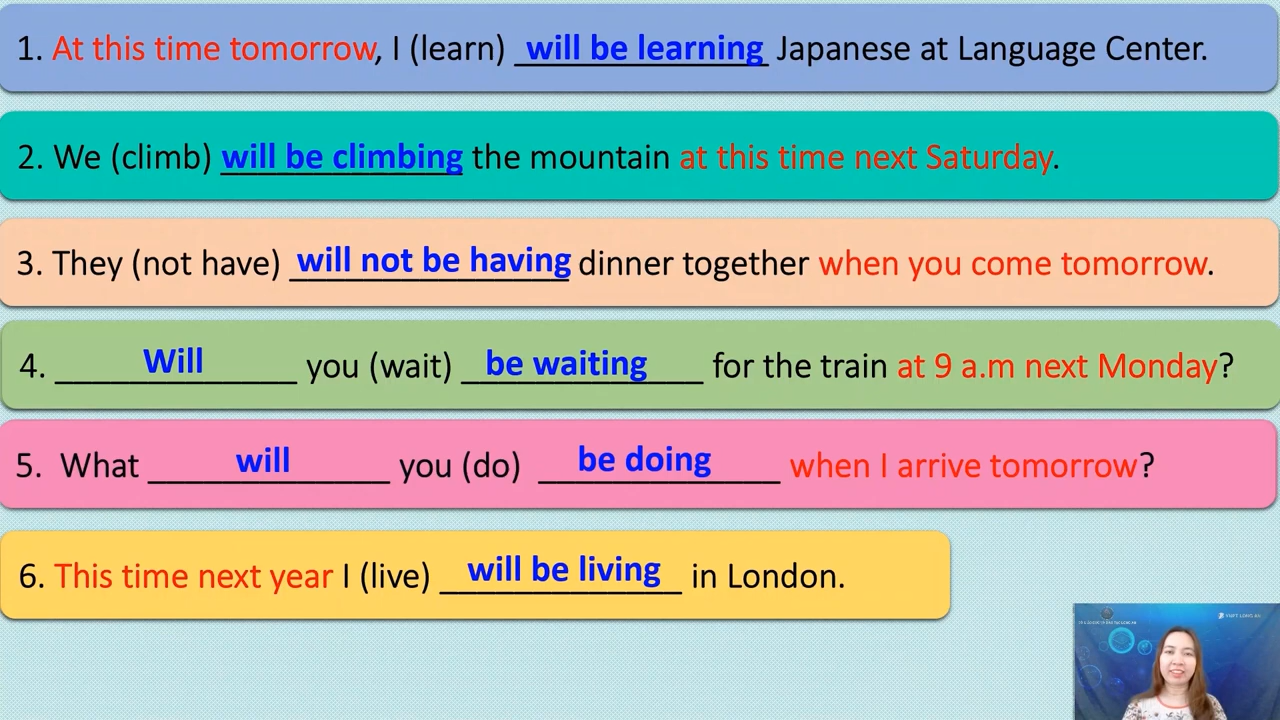 1. At this time tomorrow, I (learn) will be learning Japanese at Language Center.
2. We (climb) will be climbing the mountain at this time next Saturday.
3. They (not have) will not be having dinner together when you come tomorrow.
4. Will you (wait) be waiting for the train at 9 a.m next Monday?
5. What will you (do) be doing when I arrive tomorrow?
6. This time next year I (live) will be living in London.